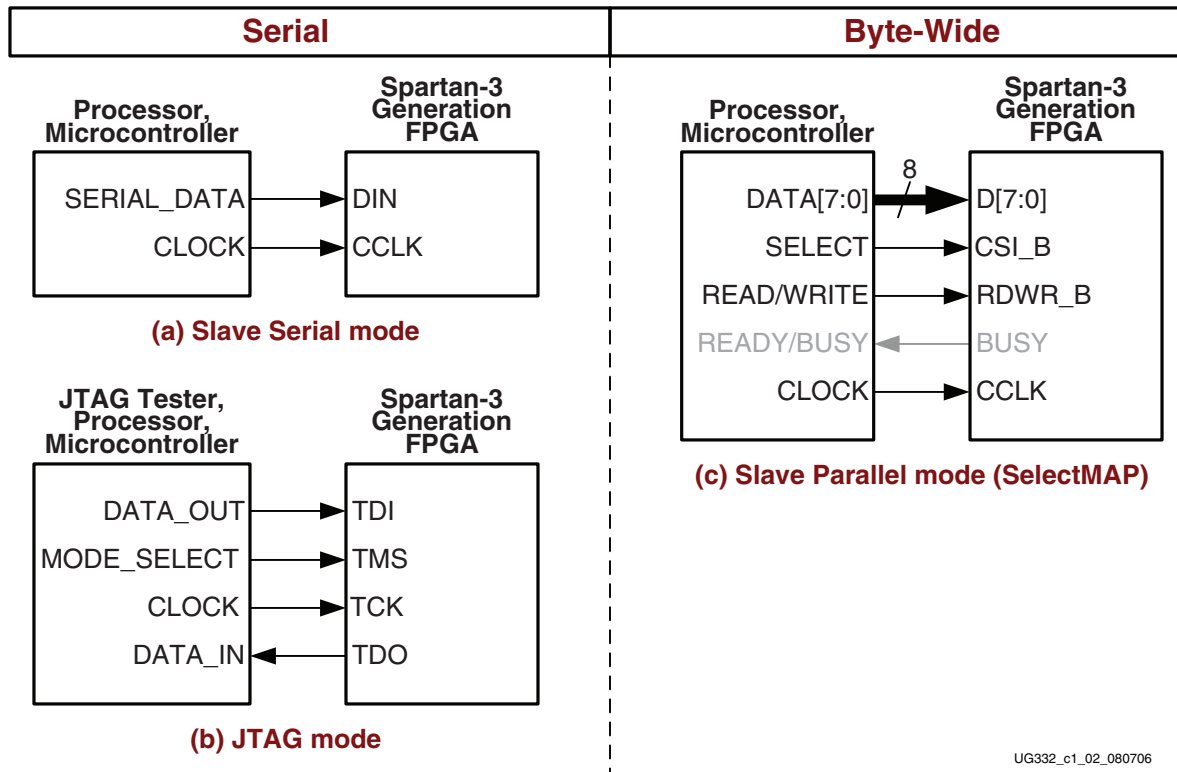 Serial
Byte-Wide
Processor,
Microcontroller
Spartan-3
Generation
FPGA
SERIAL_DATA
DIN
CLOCK
CCLK
(a) Slave Serial mode
JTAG Tester,
Processor,
Microcontroller
Spartan-3
Generation
FPGA
DATA_OUT
TDI
MODE_SELECT
TMS
CLOCK
TCK
DATA_IN
TDO
(b) JTAG mode
Processor,
Microcontroller
Spartan-3
Generation
FPGA
8
DATA[7:0]
D[7:0]
SELECT
CSI_B
READ/WRITE
RDWR_B
READY/BUSY
BUSY
CLOCK
CCLK
(c) Slave Parallel mode (SelectMAP)
UG332_c1_02_080706